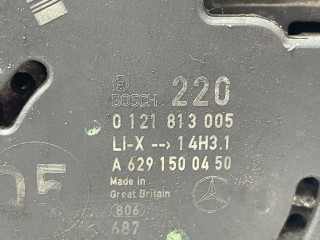 BOSCH 220
0 121 813 005
LI-X --> 14H3.1
A 629 150 04 50
Made in
Great Britain
806
687
05